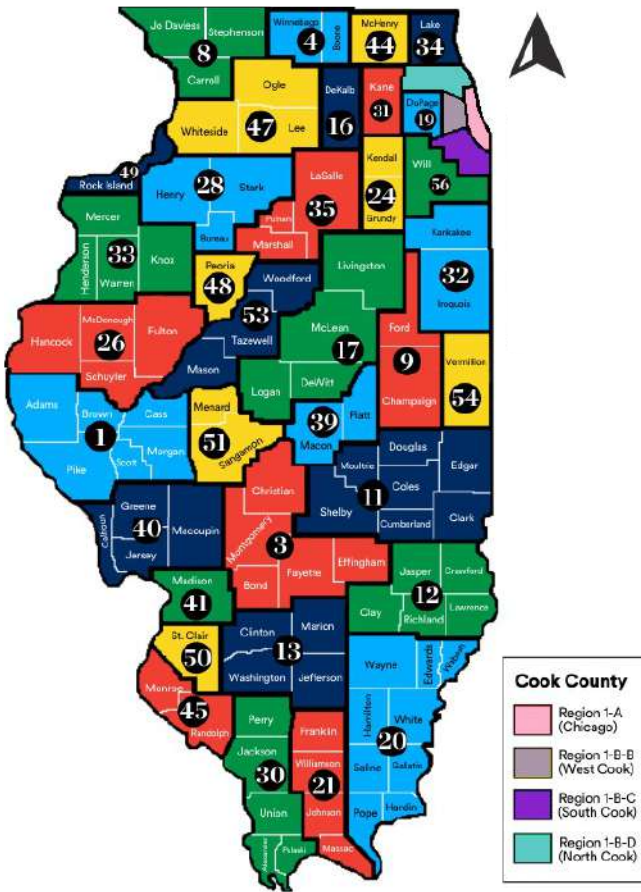 Jo Daviess
Stephenson
8
Carroll
Winnebago
4
Boone
McHenry
44
Lake
34
Ogle
Whiteside
47
Lee
DeKalb
16
Kane
31
DuPage
19
49
Rock Island
Henry
28
Stark
Bureau
LaSalle
35
Putnam
Marshall
Kendall
24
Grundy
Will
56
Mercer
33
Henderson
Warren
Knox
Peoria
48
Woodford
53
Tazewell
Mason
Livingston
McLean
17
Logan
DeWitt
Kankakee
32
Iroquois
Ford
9
Champaign
Vermilion
54
Hancock
McDonough
26
Fulton
Schuyler
Adams
Brown
Cass
1
Pike
Scott
Morgan
Menard
51
Sangamon
39
Macon
Piatt
Moultrie
Douglas
Edgar
11
Coles
Shelby
Cumberland
Clark
Greene
40
Calhoun
Jersey
Macoupin
Christian
Montgomery
3
Bond
Fayette
Effingham
Jasper
Crawford
12
Clay
Richland
Lawrence
Madison
41
St. Clair
50
Clinton
Marion
13
Washington
Jefferson
Monroe
45
Randolph
Wayne
Edwards
Wabash
Hamilton
White
20
Saline
Gallatin
Pope
Hardin
Perry
Jackson
30
Union
Alexander
Pulaski
Franklin
Williamson
21
Johnson
Massac
Cook County
Region 1-A
(Chicago)
Region 1-B-B
(West Cook)
Region 1-B-C
(South Cook)
Region 1-B-D
(North Cook)